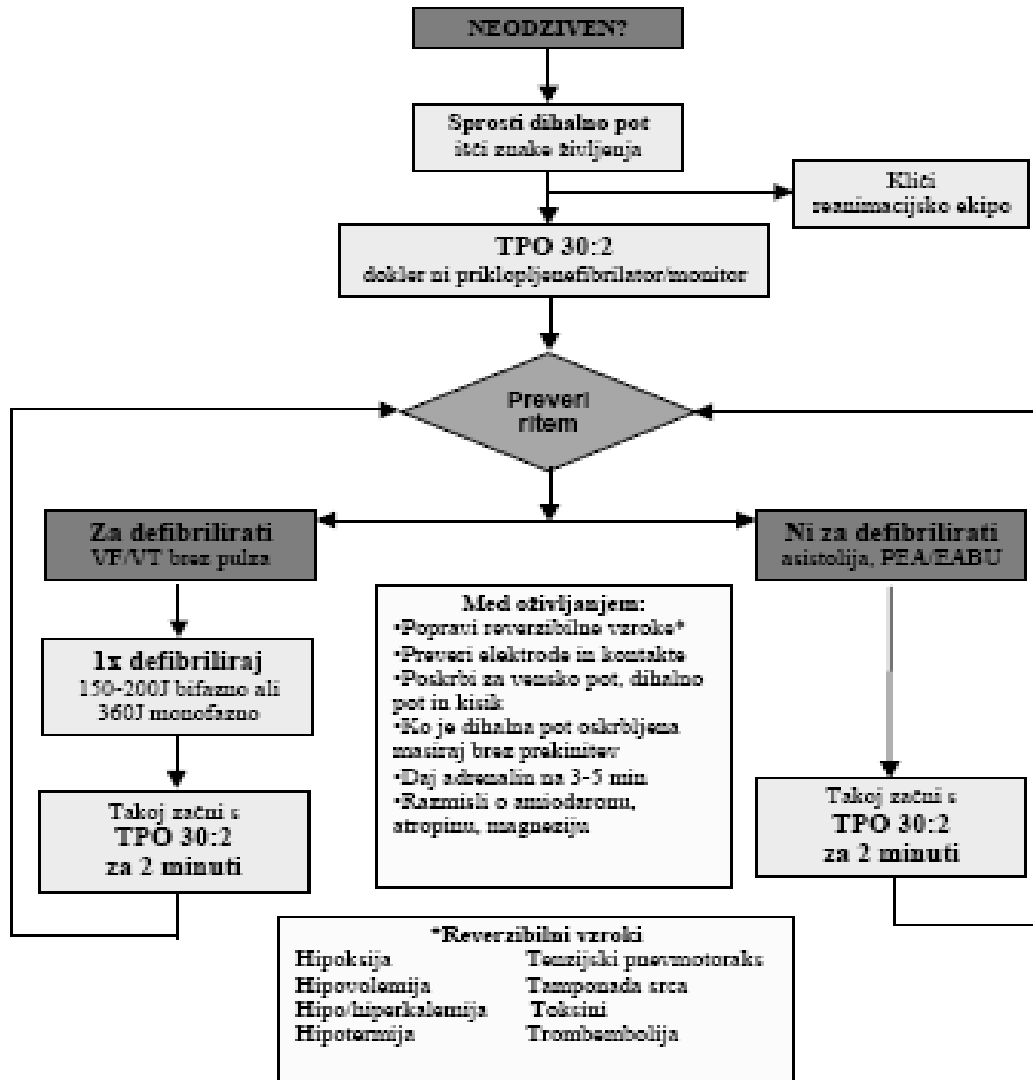 NEODZIVEN?
Sprosti dihalno pot
išči znake življenja
Kliči
reanimacijsko ekipo
TPO 30:2
dokler ni priklopljenefibrilator/monitor
Preveri
ritem
Za defibrilirati
VF/VT brez pulza
Ni za defibrilirati
asistolija, PEA/EABU
1x defibriliraj
150-200J bifazno ali
360J monofazno
Takoj začni s
TPO 30:2
za 2 minuti
Med oživljanjem:
•Popravi reverzibilne vzroke*
•Preveri elektrode in kontakte
•Poskrbi za vensko pot, dihalno
pot in kisik
•Ko je dihalna pot oskrbljena
masiraj brez prekinitev
•Daj adrenalin na 3-5 min
•Razmisli o amiodaronu,
atropinu, magneziju
Takoj začni s
TPO 30:2
za 2 minuti
*Reverzibilni vzroki
Hipoksija Tenzijski pnevmotoraks
Hipovolemija Tamponada srca
Hipo/hiperkalemija Toksini
Hipotermija Trombembolija